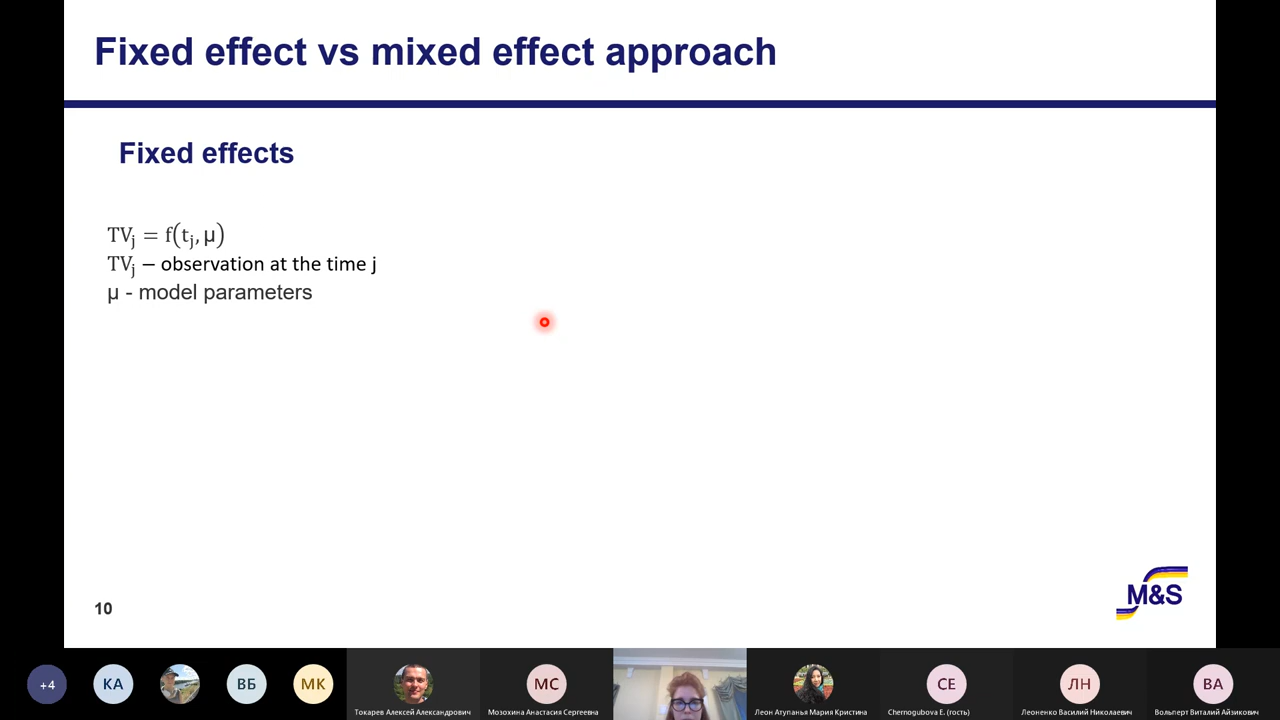 Fixed effect vs mixed effect approach
Fixed effects
TVj = f(tj, μ)
TVj – observation at the time j
μ - model parameters
10
M&S
+4
КА
ВБ
МК
МС
СЕ
ЛН
ВА
Токарев Алексей Александрович
Мозохина Анастасия Сергеевна
Леон Атупанья Мария Кристина
Chernogubova E. (гость)
Леоненко Василий Николаевич
Вольперт Виталий Айзикович